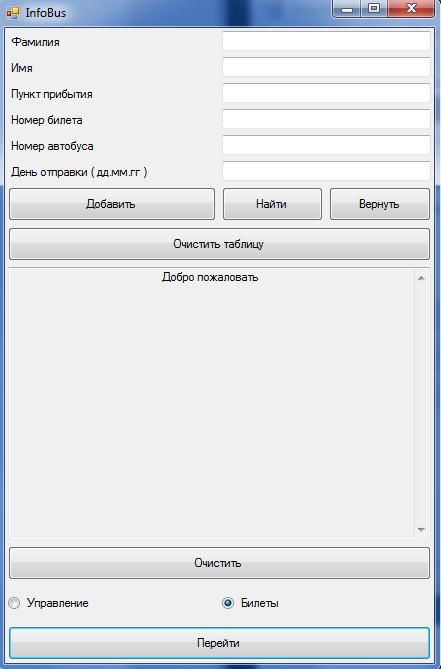 InfoBus
Фамилия
Имя
Пункт прибытия
Номер билета
Номер автобуса
День отправки ( дд.мм.гг )
Добавить Найти Вернуть
Очистить таблицу
Добро пожаловать
Очистить
Управление Билеты
Перейти